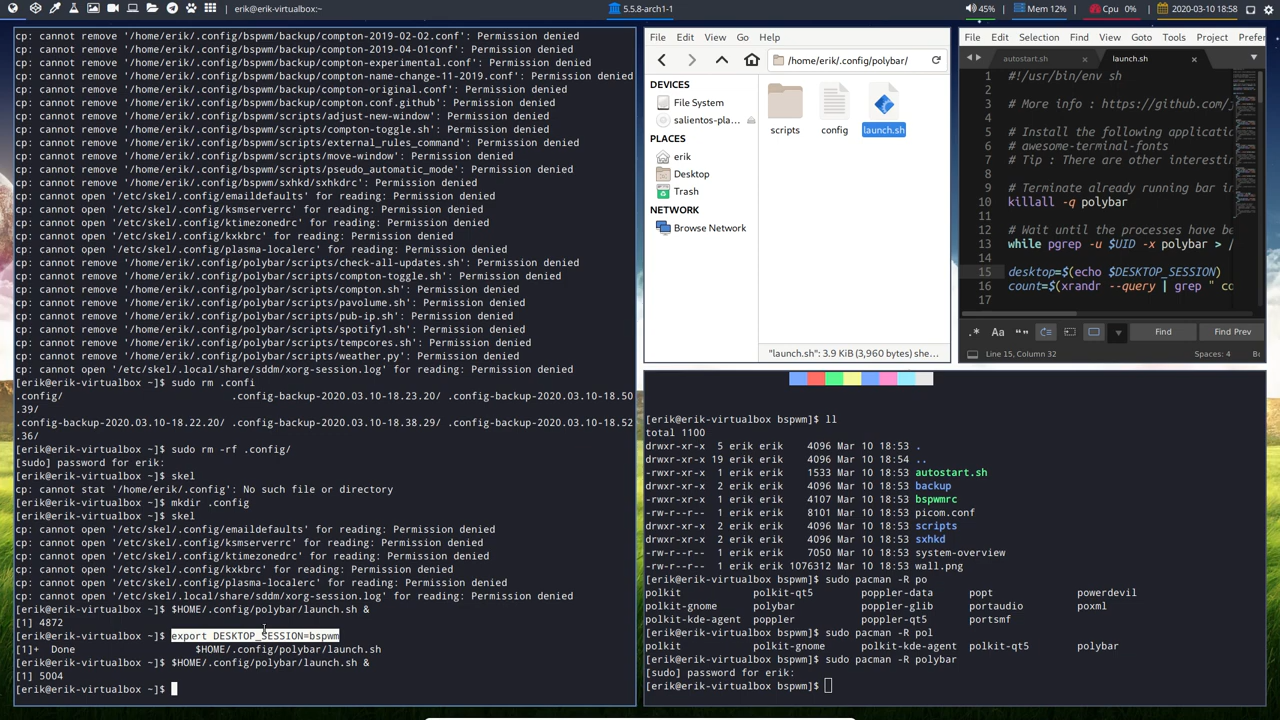 erik@erik-virtualbox:~
5.5.8-arch1-1
45%
Mem 12%
Cpu 0%
2020-03-10 18:58
cp: cannot remove '/home/erik/.config/bspwm/backup/compton-2019-02-02.conf': Permission denied
cp: cannot remove '/home/erik/.config/bspwm/backup/compton-2019-04-01conf': Permission denied
cp: cannot remove '/home/erik/.config/bspwm/backup/compton-experimental.conf': Permission denied
cp: cannot remove '/home/erik/.config/bspwm/backup/compton-name-change-11-2019.conf': Permission denied
cp: cannot remove '/home/erik/.config/bspwm/backup/compton-original.conf': Permission denied
cp: cannot remove '/home/erik/.config/bspwm/backup/compton.conf.github': Permission denied
cp: cannot remove '/home/erik/.config/bspwm/scripts/adjust-new-window': Permission denied
cp: cannot remove '/home/erik/.config/bspwm/scripts/compton-toggle.sh': Permission denied
cp: cannot remove '/home/erik/.config/bspwm/scripts/external_rules_command': Permission denied
cp: cannot remove '/home/erik/.config/bspwm/scripts/move-window': Permission denied
cp: cannot remove '/home/erik/.config/bspwm/scripts/pseudo_automatic_mode': Permission denied
cp: cannot remove '/home/erik/.config/bspwm/sxhkd/sxhkdrc': Permission denied
cp: cannot open '/etc/skel/.config/emaildefaults' for reading: Permission denied
cp: cannot open '/etc/skel/.config/ksmserverrc' for reading: Permission denied
cp: cannot open '/etc/skel/.config/ktimezonedrc' for reading: Permission denied
cp: cannot open '/etc/skel/.config/kxkbrc' for reading: Permission denied
cp: cannot open '/etc/skel/.config/plasma-localerc' for reading: Permission denied
cp: cannot remove '/home/erik/.config/polybar/scripts/check-all-updates.sh': Permission denied
cp: cannot remove '/home/erik/.config/polybar/scripts/compton-toggle.sh': Permission denied
cp: cannot remove '/home/erik/.config/polybar/scripts/compton.sh': Permission denied
cp: cannot remove '/home/erik/.config/polybar/scripts/pavolume.sh': Permission denied
cp: cannot remove '/home/erik/.config/polybar/scripts/pub-ip.sh': Permission denied
cp: cannot remove '/home/erik/.config/polybar/scripts/spotify1.sh': Permission denied
cp: cannot remove '/home/erik/.config/polybar/scripts/tempcores.sh': Permission denied
cp: cannot remove '/home/erik/.config/polybar/scripts/weather.py': Permission denied
cp: cannot open '/etc/skel/.local/share/sddm/xorg-session.log' for reading: Permission denied
[erik@erik-virtualbox ~]$ sudo rm .confi
.config/ .config-backup-2020.03.10-18.23.20/ .config-backup-2020.03.10-18.50
.39/
.config-backup-2020.03.10-18.22.20/ .config-backup-2020.03.10-18.38.29/ .config-backup-2020.03.10-18.52
.36/
[erik@erik-virtualbox ~]$ sudo rm -rf .config/
[sudo] password for erik:
[erik@erik-virtualbox ~]$ skel
cp: cannot stat '/home/erik/.config': No such file or directory
[erik@erik-virtualbox ~]$ mkdir .config
[erik@erik-virtualbox ~]$ skel
cp: cannot open '/etc/skel/.config/emaildefaults' for reading: Permission denied
cp: cannot open '/etc/skel/.config/ksmserverrc' for reading: Permission denied
cp: cannot open '/etc/skel/.config/ktimezonedrc' for reading: Permission denied
cp: cannot open '/etc/skel/.config/kxkbrc' for reading: Permission denied
cp: cannot open '/etc/skel/.config/plasma-localerc' for reading: Permission denied
cp: cannot open '/etc/skel/.local/share/sddm/xorg-session.log' for reading: Permission denied
[erik@erik-virtualbox ~]$ $HOME/.config/polybar/launch.sh &
[1] 4872
[erik@erik-virtualbox ~]$ export DESKTOP_SESSION=bspwm
[1]+ Done $HOME/.config/polybar/launch.sh
[erik@erik-virtualbox ~]$ $HOME/.config/polybar/launch.sh &
[1] 5004
[erik@erik-virtualbox ~]$
File Edit View Go Help
/home/erik/.config/polybar/
DEVICES
File System
salientos-pla...
PLACES
erik
Desktop
Trash
NETWORK
Browse Network
scripts
config
launch.sh
"launch.sh": 3.9 KiB (3,960 bytes) she...
File Edit Selection Find View Goto Tools Project Prefer
autostart.sh
launch.sh
1 #!/usr/bin/env sh
2
3 # More info : https://github.com/j
4
5 # Install the following applicatio
6 # awesome-terminal-fonts
7 # Tip : There are other interestin
8
9 # Terminate already running bar in
10 killall -q polybar
11
12 # Wait until the processes have be
13 while pgrep -u $UID -x polybar > /
14
15 desktop=$(echo $DESKTOP_SESSION)
16 count=$(xrandr --query | grep " co
17
.* Aa “” Find Find Prev
Line 15, Column 32
Spaces: 4
[erik@erik-virtualbox bspwm]$ ll
total 1100
drwxr-xr-x 5 erik erik 4096 Mar 10 18:53 .
drwxr-xr-x 19 erik erik 4096 Mar 10 18:54 ..
-rwxr-xr-x 1 erik erik 1533 Mar 10 18:53 autostart.sh
drwxr-xr-x 2 erik erik 4096 Mar 10 18:53 backup
-rwxr-xr-x 1 erik erik 4107 Mar 10 18:53 bspwmrc
-rw-r--r-- 1 erik erik 8101 Mar 10 18:53 picom.conf
drwxr-xr-x 2 erik erik 4096 Mar 10 18:53 scripts
drwxr-xr-x 2 erik erik 4096 Mar 10 18:53 sxhkd
-rw-r--r-- 1 erik erik 7050 Mar 10 18:53 system-overview
-rw-r--r-- 1 erik erik 1076312 Mar 10 18:53 wall.png
[erik@erik-virtualbox bspwm]$ sudo pacman -R po
polkit polkit-qt5 poppler-data popt powerdevil
polkit-gnome polybar poppler-glib portaudio poxml
polkit-kde-agent poppler poppler-qt5 portsmf
[erik@erik-virtualbox bspwm]$ sudo pacman -R pol
polkit polkit-gnome polkit-kde-agent polkit-qt5 polybar
[erik@erik-virtualbox bspwm]$ sudo pacman -R polybar
[sudo] password for erik:
[erik@erik-virtualbox bspwm]$